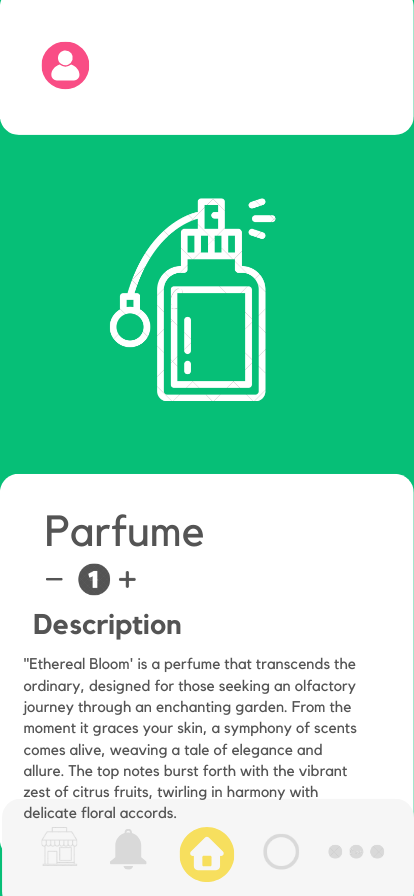 Parfume
− 1 +
Description
"Ethereal Bloom' is a perfume that transcends the
ordinary, designed for those seeking an olfactory
journey through an enchanting garden. From the
moment it graces your skin, a symphony of scents
comes alive, weaving a tale of elegance and
allure. The top notes burst forth with the vibrant
zest of citrus fruits, twirling in harmony with
delicate floral accords.